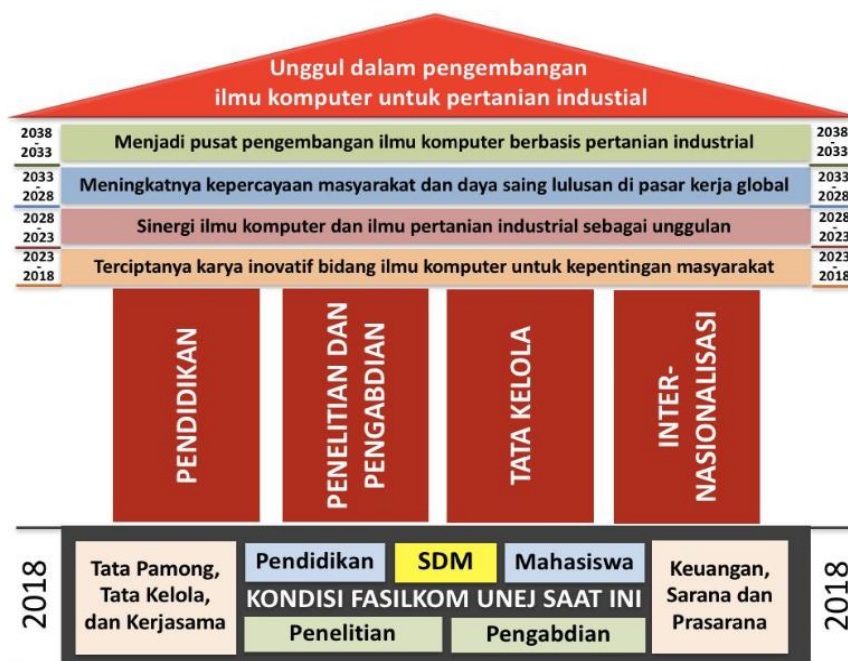 Unggul dalam pengembangan
ilmu komputer untuk pertanian industial
2038
-
2033
Menjadi pusat pengembangan ilmu komputer berbasis pertanian industrial
2038
-
2033
2033
-
2028
Meningkatnya kepercayaan masyarakat dan daya saing lulusan di pasar kerja global
2033
-
2028
2028
-
2023
Sinergi ilmu komputer dan ilmu pertanian industrial sebagai unggulan
2028
-
2023
2023
-
2018
Terciptanya karya inovatif bidang ilmu komputer untuk kepentingan masyarakat
2023
-
2018
PENDIDIKAN
PENELITIAN DAN
PENGABDIAN
TATA KELOLA
INTER-
NASIONALISASI
2018
Tata Pamong,
Tata Kelola,
dan Kerjasama
Pendidikan
SDM
Mahasiswa
KONDISI FASILKOM UNEJ SAAT INI
Penelitian
Pengabdian
Keuangan,
Sarana dan
Prasarana
2018